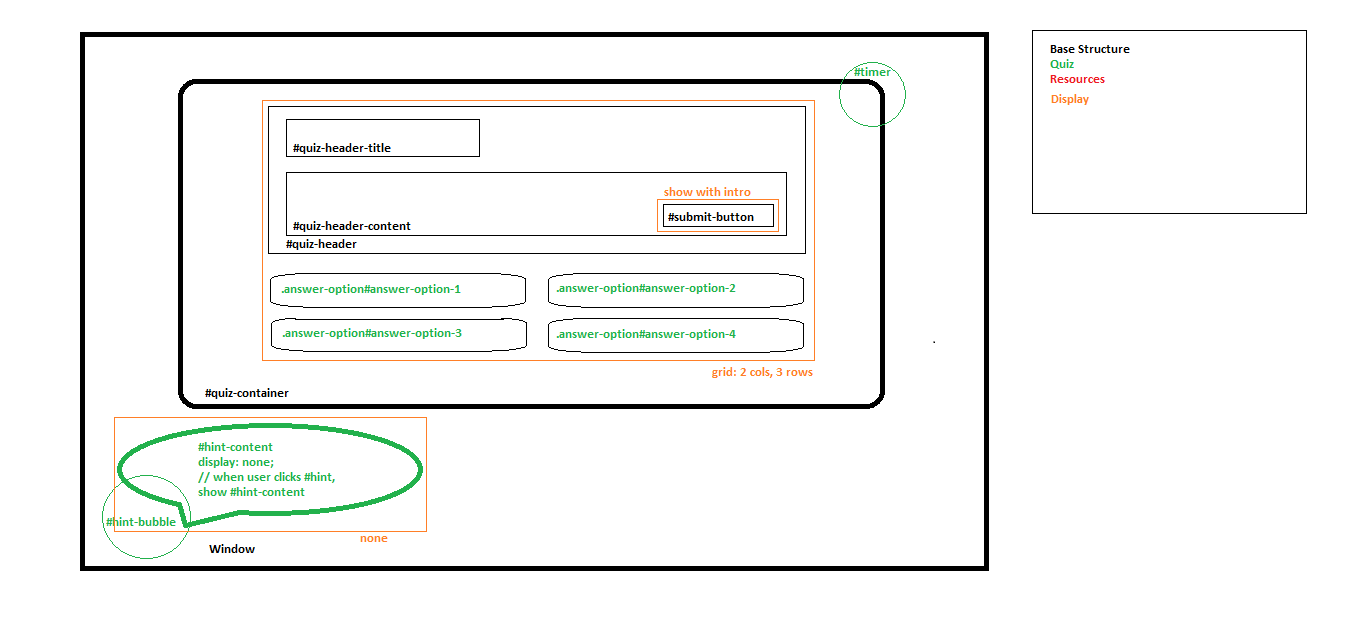 #timer
#quiz-header-title
show with intro
#submit-button
#quiz-header-content
#quiz-header
.answer-option#answer-option-1
.answer-option#answer-option-2
.answer-option#answer-option-3
.answer-option#answer-option-4
grid: 2 cols, 3 rows
#quiz-container
#hint-content
display: none;
// when user clicks #hint,
show #hint-content
#hint-bubble
none
Window
Base Structure
Quiz
Resources
Display